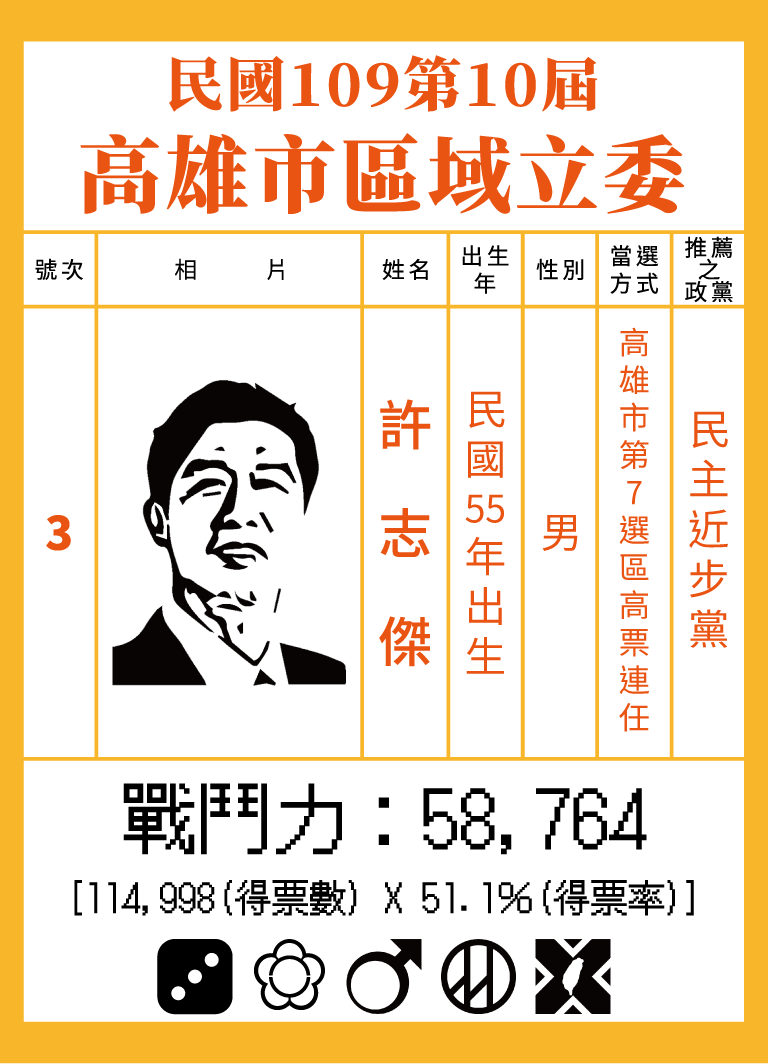 民國109第10屆
高雄市區域立委
號次
相 片
姓名
出生
年
性別
當選
方式
推薦
之
政黨
3
許志傑
民國55年出生
男
高雄市第7選區高票連任
民主近步黨
戰鬥力：58,764
[114,998(得票數) X 51.1%(得票率)]